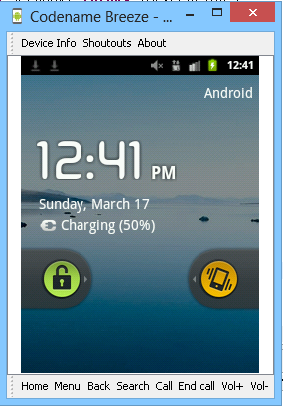 Codename Breeze - ...
Device Info Shoutouts About
12:41
Android
12:41 PM
Sunday, March 17
Charging (50%)
Home Menu Back Search Call End call Vol+ Vol-